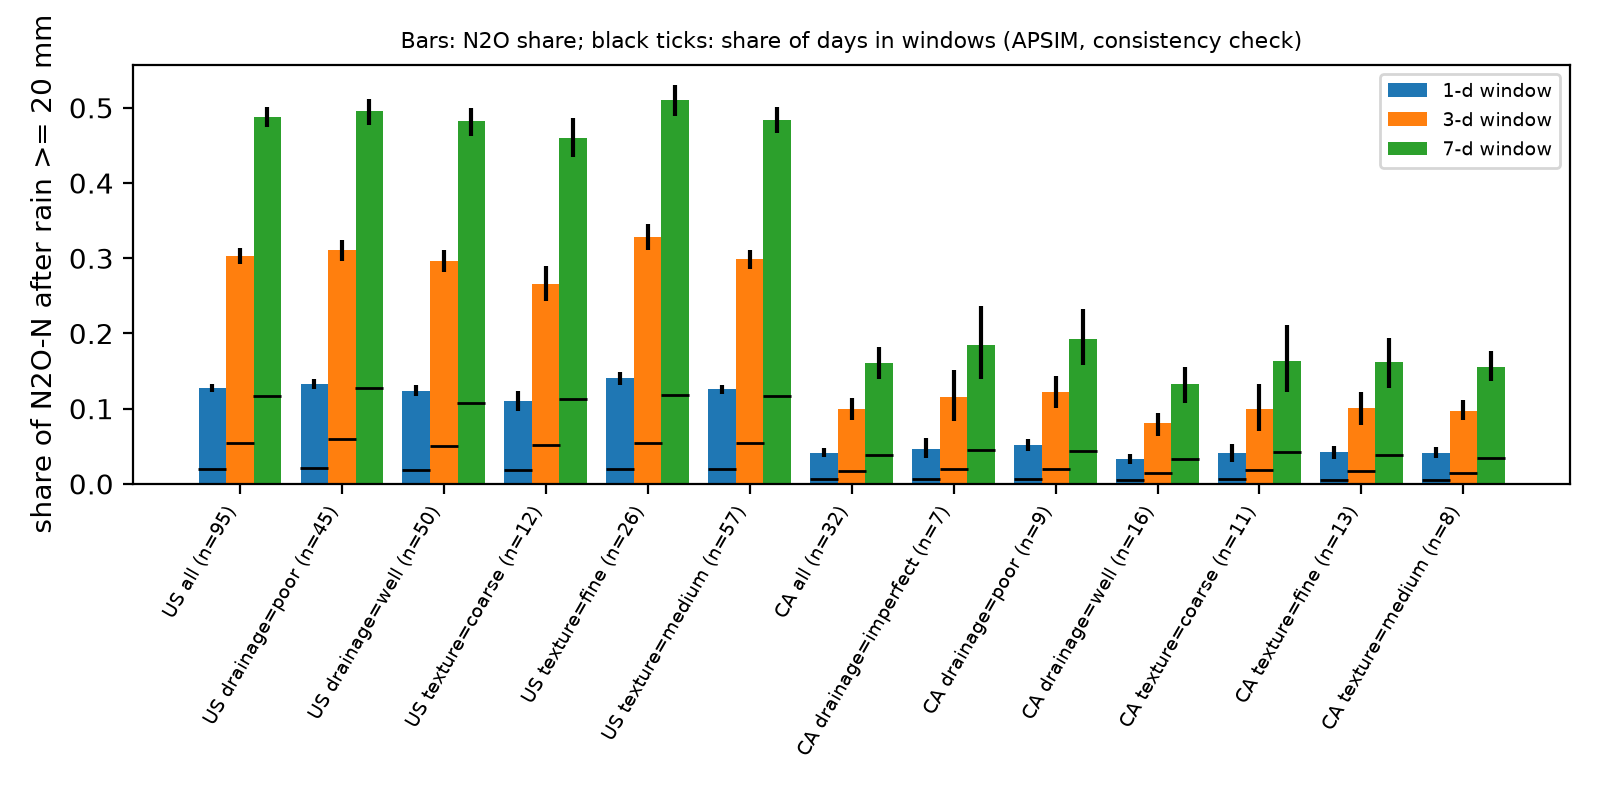 Bars: N2O share; black ticks: share of days in windows (APSIM, consistency check)
share of N2O-N after rain >= 20 mm
0.5
0.4
0.3
0.2
0.1
0.0
1-d window
3-d window
7-d window
US all (n=95)
US drainage=poor (n=45)
US drainage=well (n=50)
US texture=coarse (n=12)
US texture=fine (n=26)
US texture=medium (n=57)
CA all (n=32)
CA drainage=imperfect (n=7)
CA drainage=poor (n=9)
CA drainage=well (n=16)
CA texture=coarse (n=11)
CA texture=fine (n=13)
CA texture=medium (n=8)